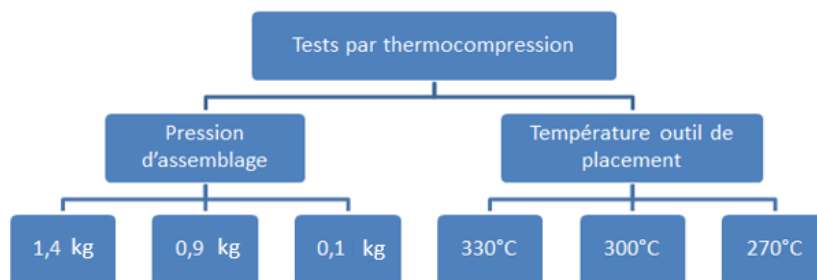 Tests par thermocompression
Pression
d’assemblage
Température outil de
placement
1,4 kg
0,9 kg
0,1 kg
330°C
300°C
270°C